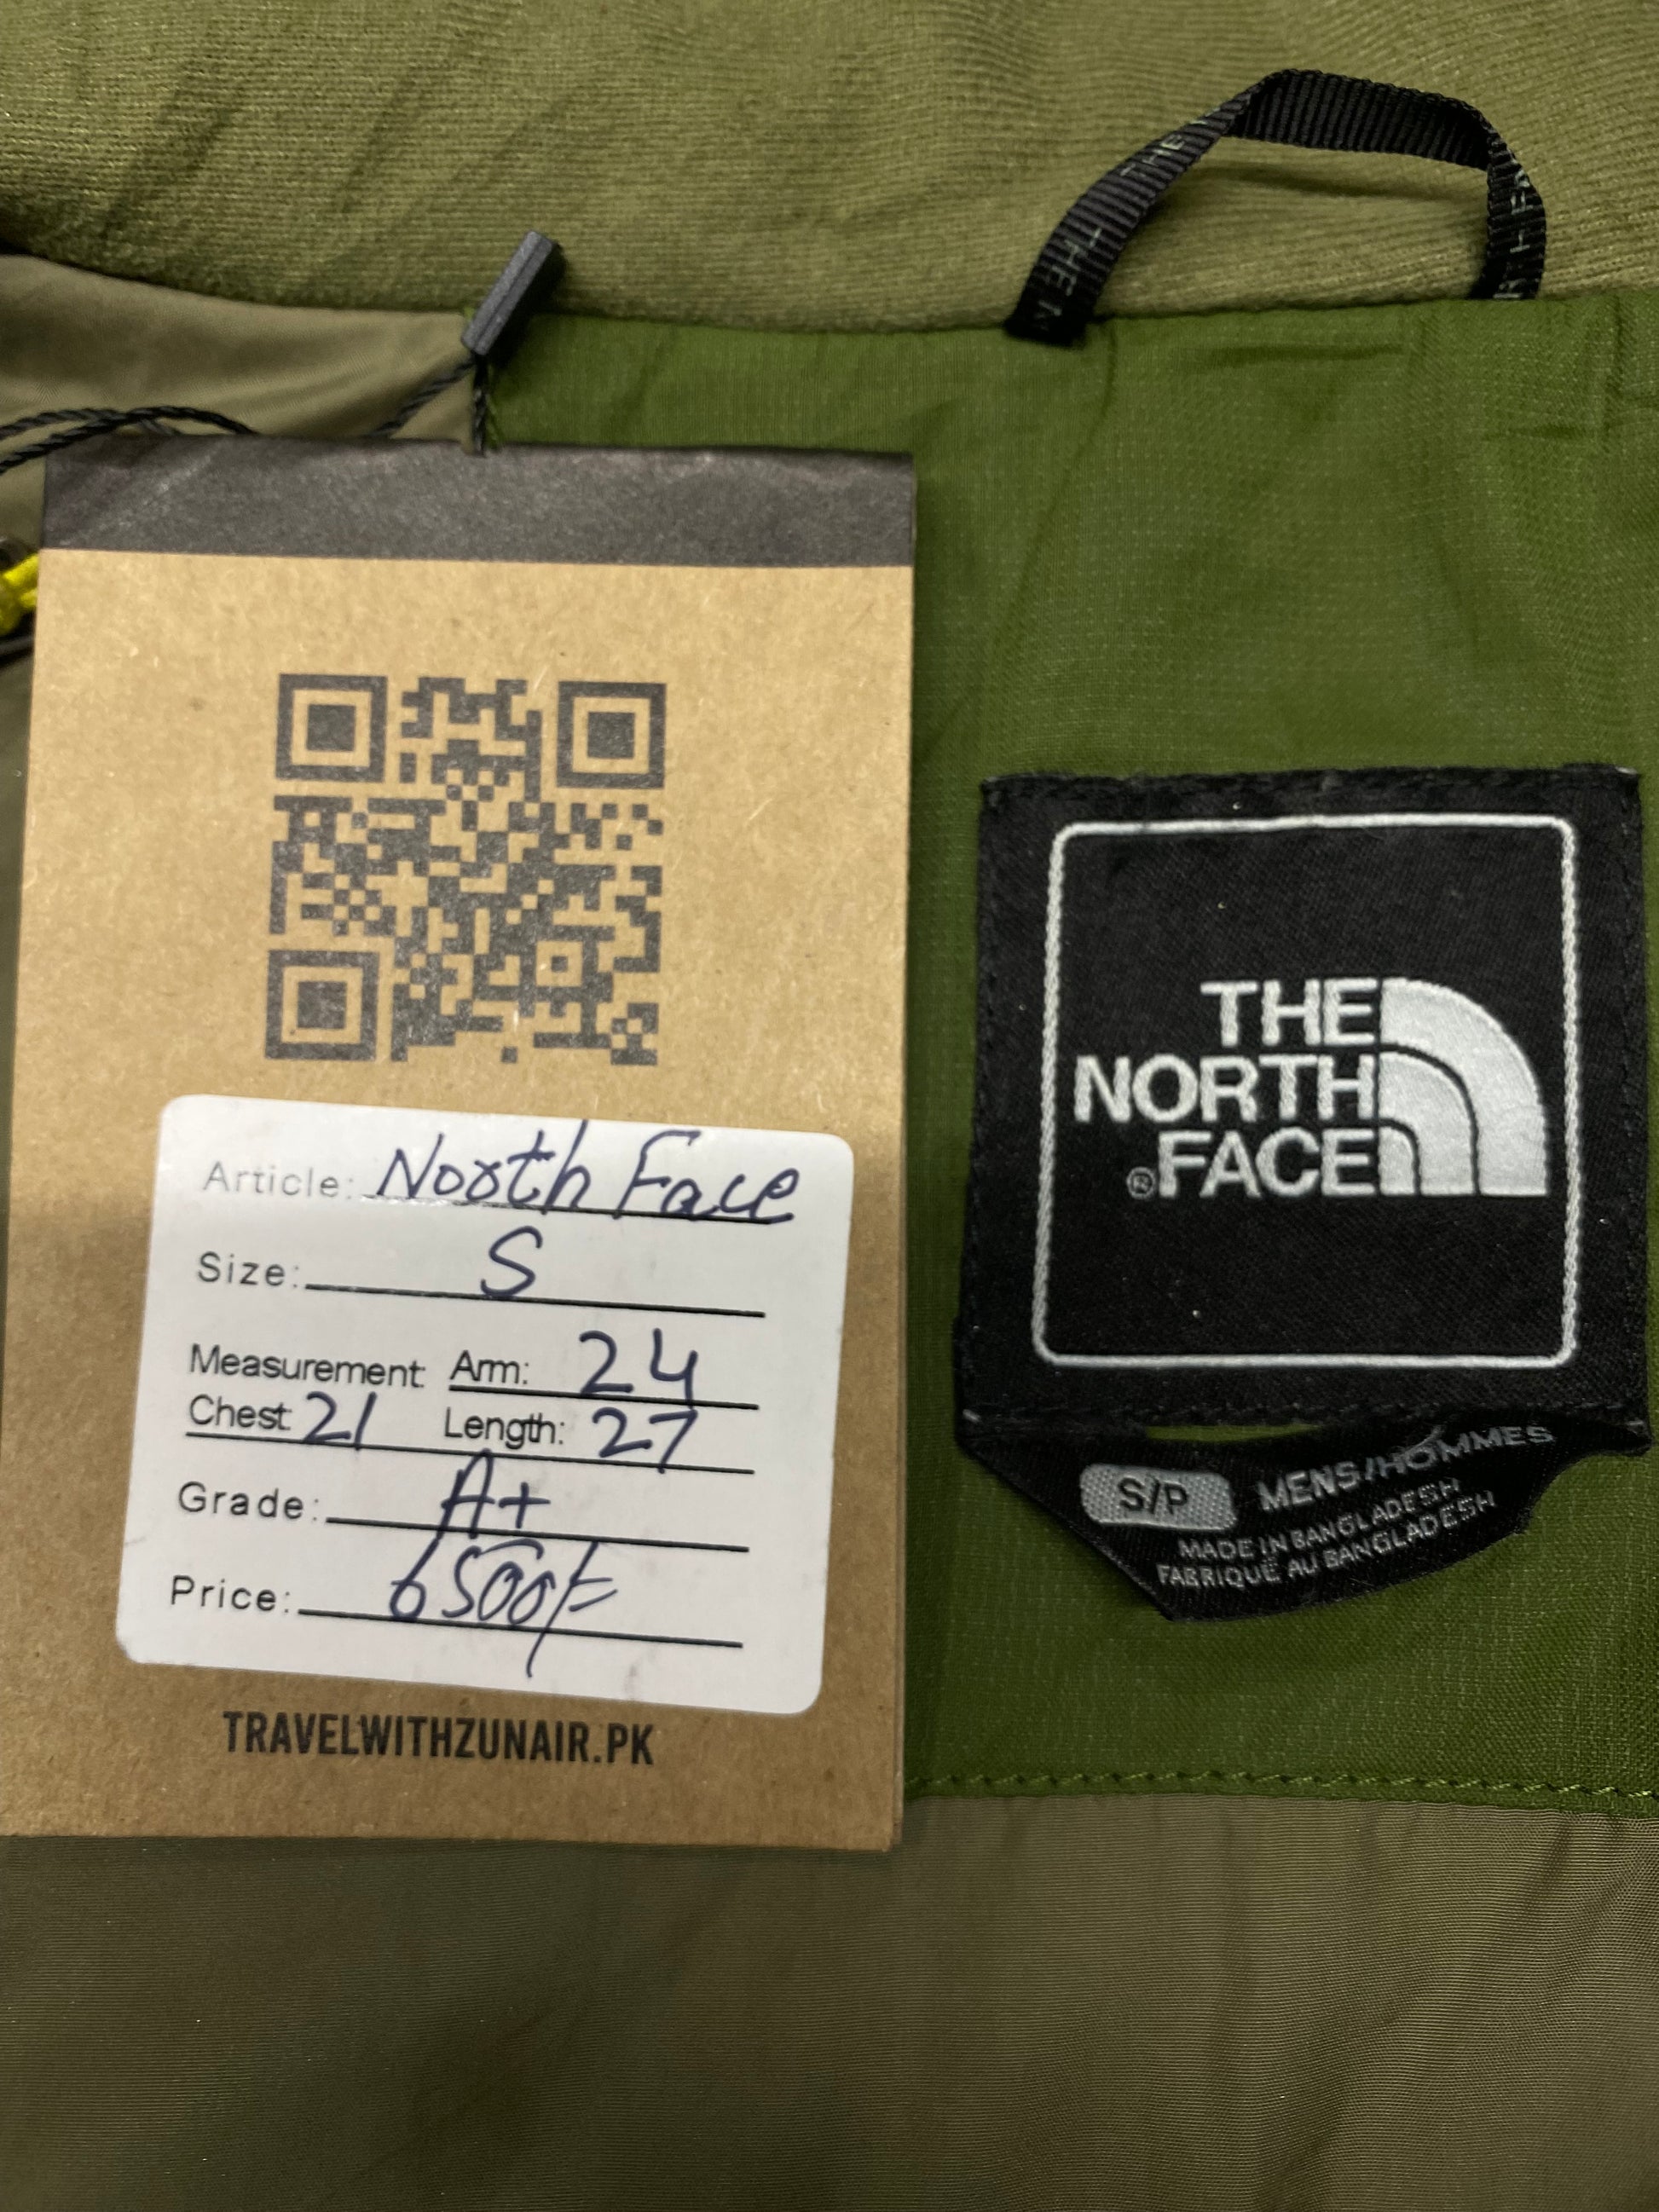 Article: North Face
Size: S
Measurement: Arm: 24
Chest: 21 Length: 27
Grade: A+
Price: 6500/=
TRAVELWITHZUNAIR.PK
THE
NORTH
®FACE
S/P MENS/HOMMES
MADE IN BANGLADESH
FABRIQUÉ AU BANGLADESH